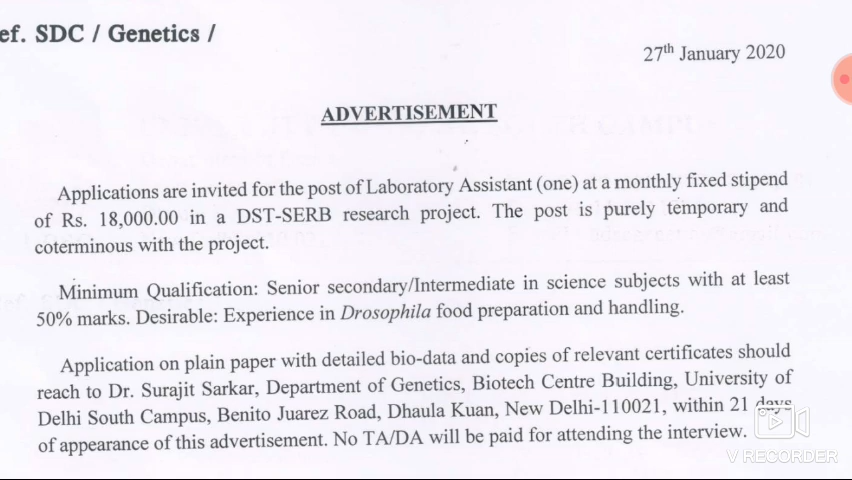 ef. SDC / Genetics /
27th January 2020
ADVERTISEMENT
Applications are invited for the post of Laboratory Assistant (one) at a monthly fixed stipend
of Rs. 18,000.00 in a DST-SERB research project. The post is purely temporary and
coterminous with the project.
Minimum Qualification: Senior secondary/Intermediate in science subjects with at least
50% marks. Desirable: Experience in Drosophila food preparation and handling.
Application on plain paper with detailed bio-data and copies of relevant certificates should
reach to Dr. Surajit Sarkar, Department of Genetics, Biotech Centre Building, University of
Delhi South Campus, Benito Juarez Road, Dhaula Kuan, New Delhi-110021, within 21 days
of appearance of this advertisement. No TA/DA will be paid for attending the interview.
V RECORDER